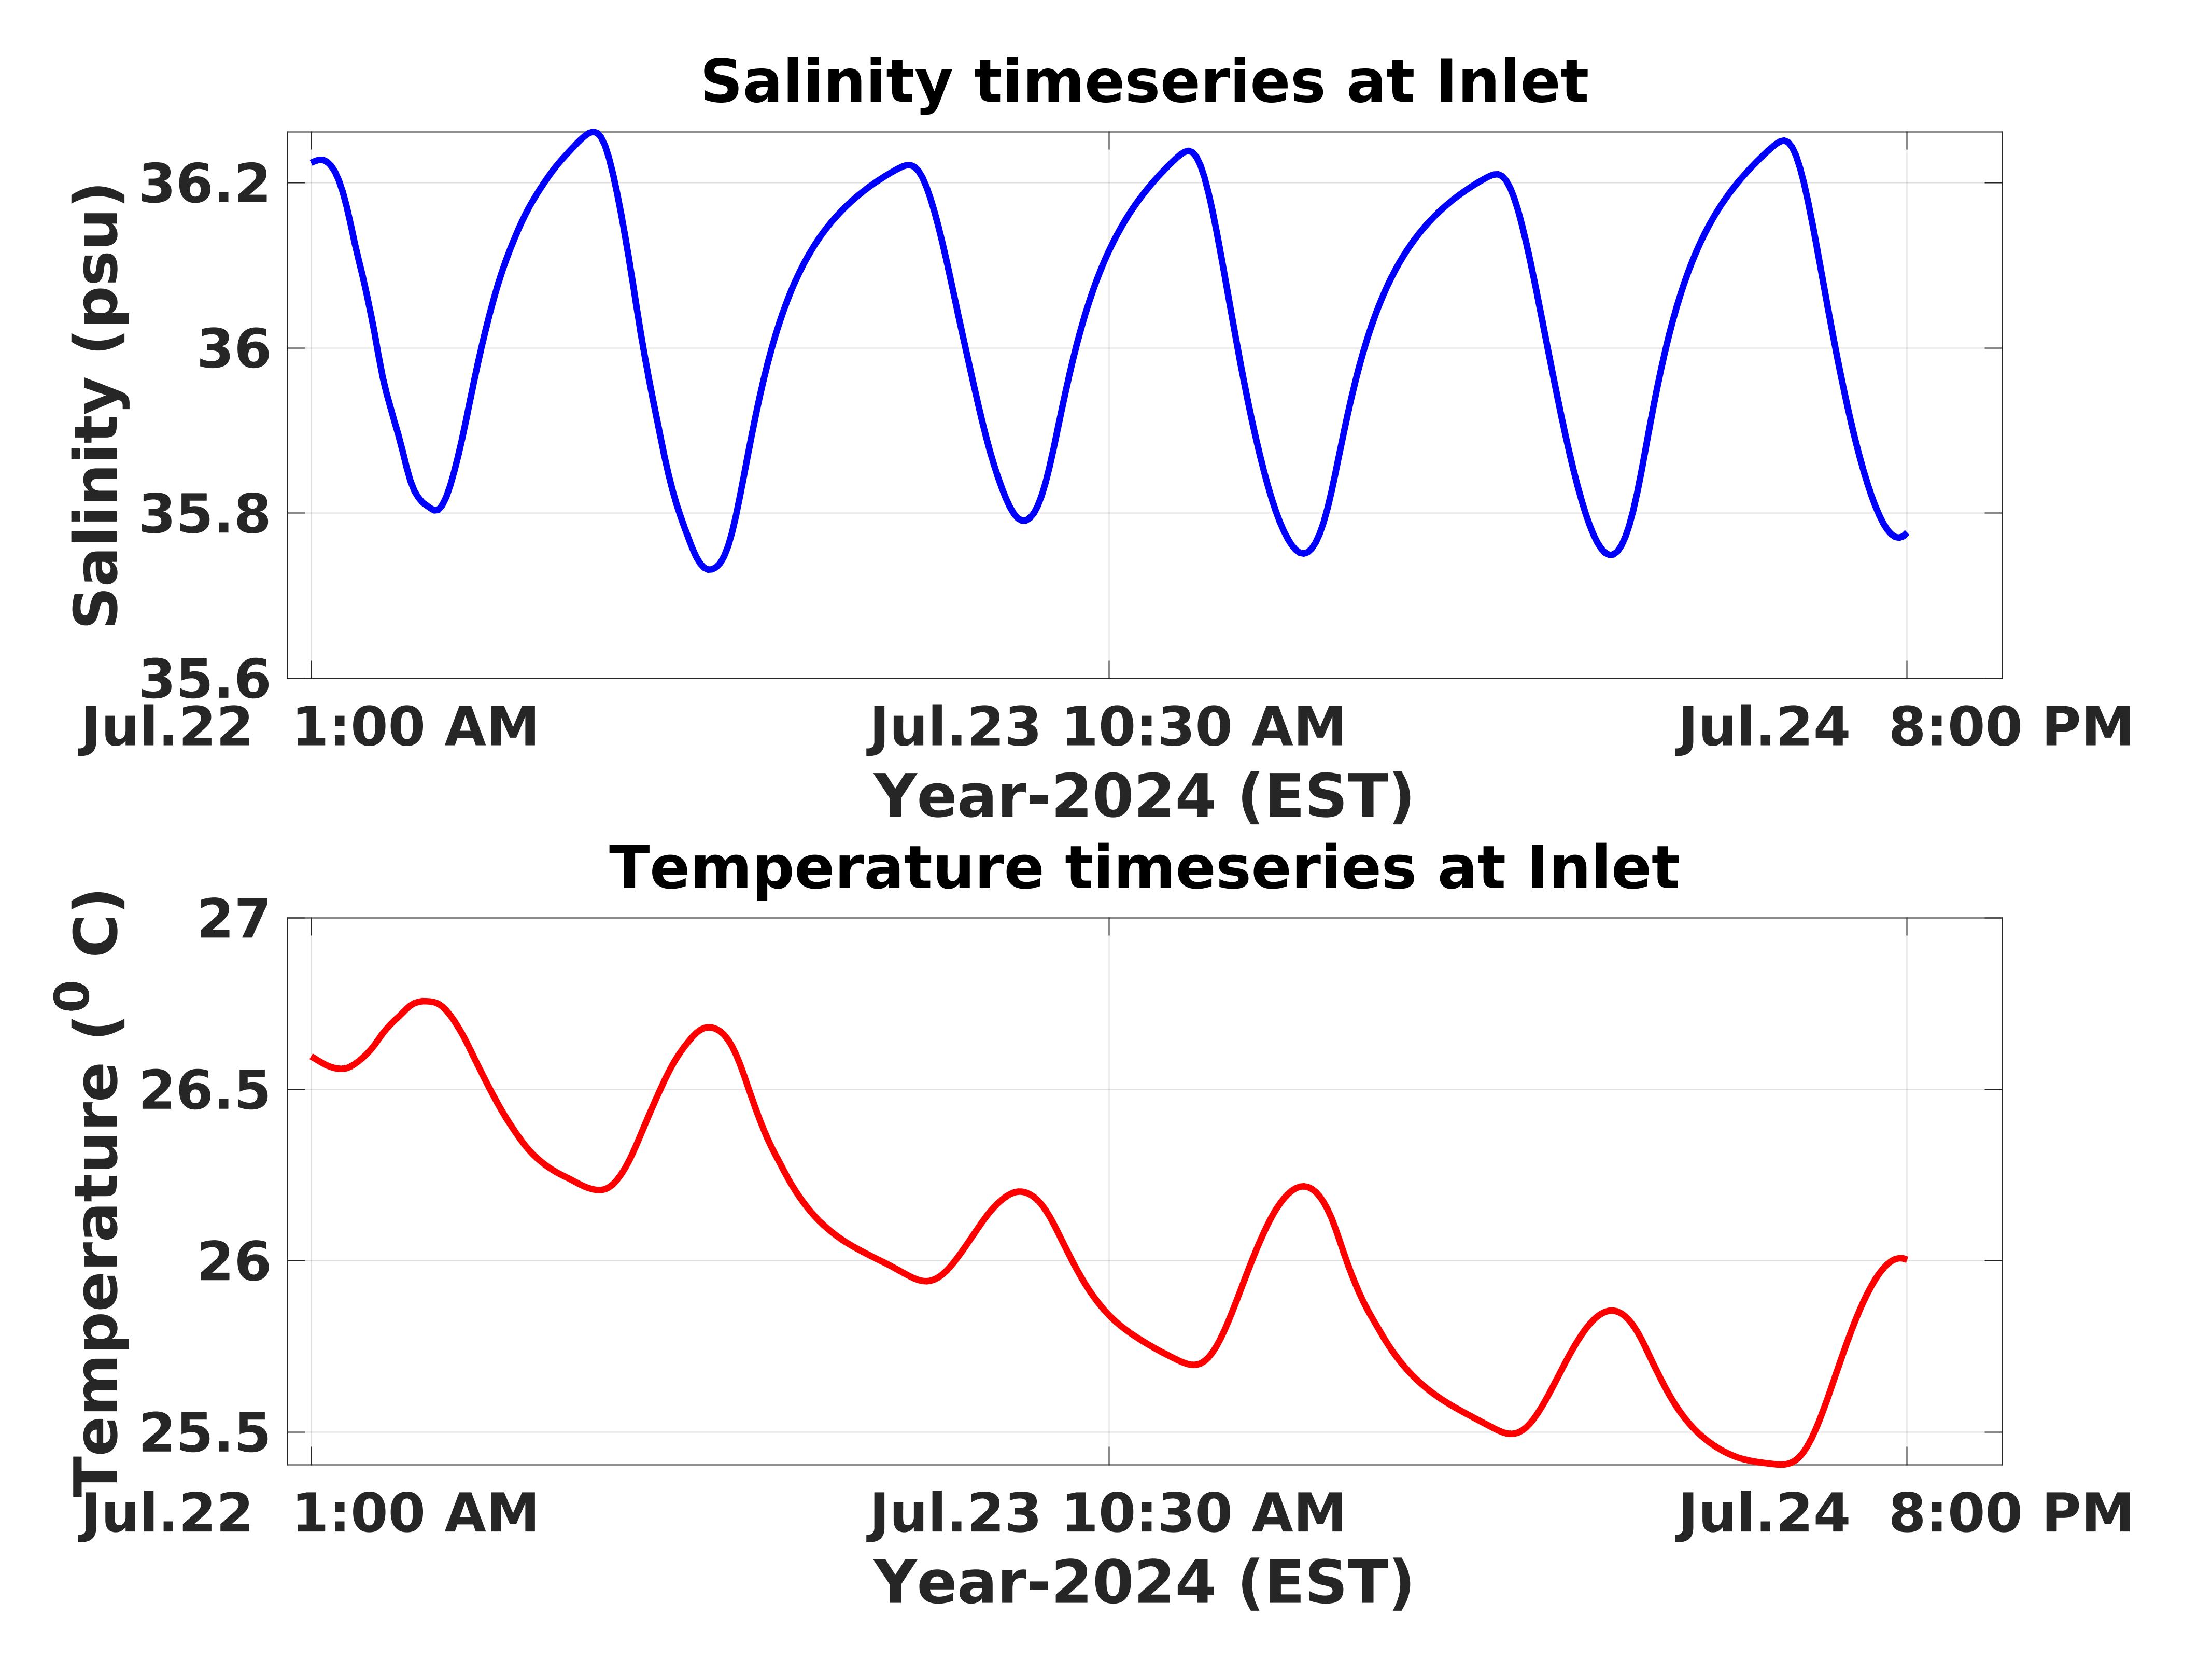 Salinity timeseries at Inlet
Salinity (psu)
36.2
36
35.8
35.6
Jul.22  1:00 AM Jul.23 10:30 AM Jul.24  8:00 PM
Year-2024 (EST)
Temperature timeseries at Inlet
Temperature (⁰ C)
27
26.5
26
25.5
Jul.22  1:00 AM Jul.23 10:30 AM Jul.24  8:00 PM
Year-2024 (EST)